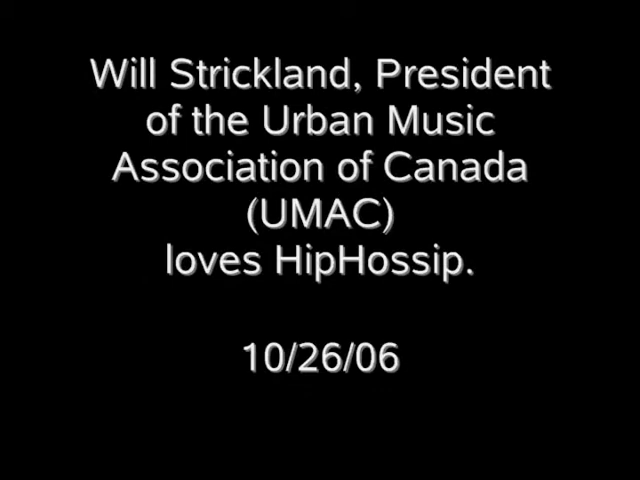 Will Strickland, President
of the Urban Music
Association of Canada
(UMAC)
loves HipHossip.
10/26/06